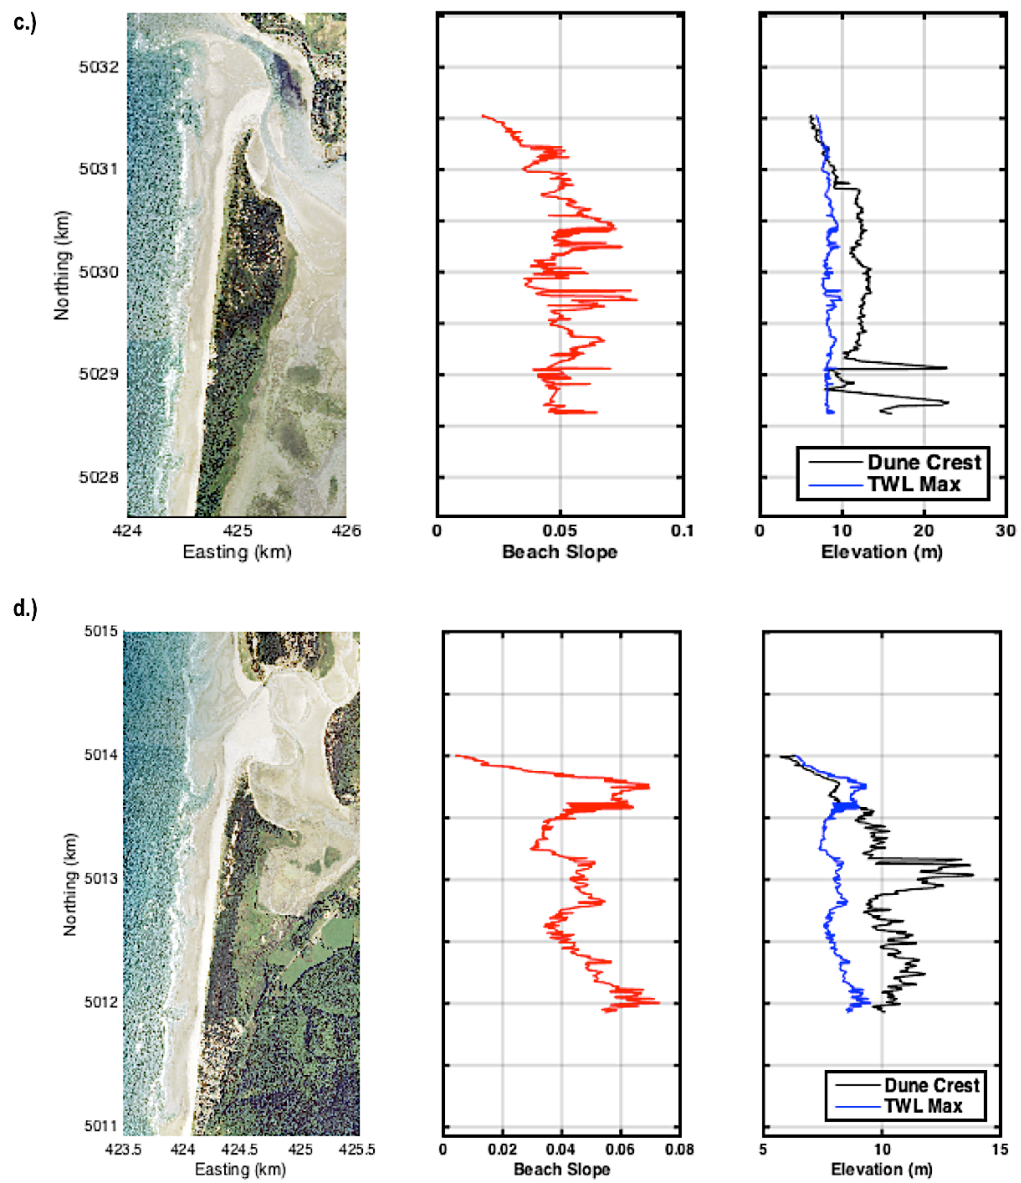 c.)
5032
5031
5030
5029
5028
Northing (km)
424 425 426
Easting (km)
0 0.05 0.1
Beach Slope
Dune Crest
TWL Max
0 10 20 30
Elevation (m)
d.)
5015
5014
5013
5012
5011
Northing (km)
423.5 424 424.5 425 425.5
Easting (km)
0 0.02 0.04 0.06 0.08
Beach Slope
Dune Crest
TWL Max
5 10 15
Elevation (m)